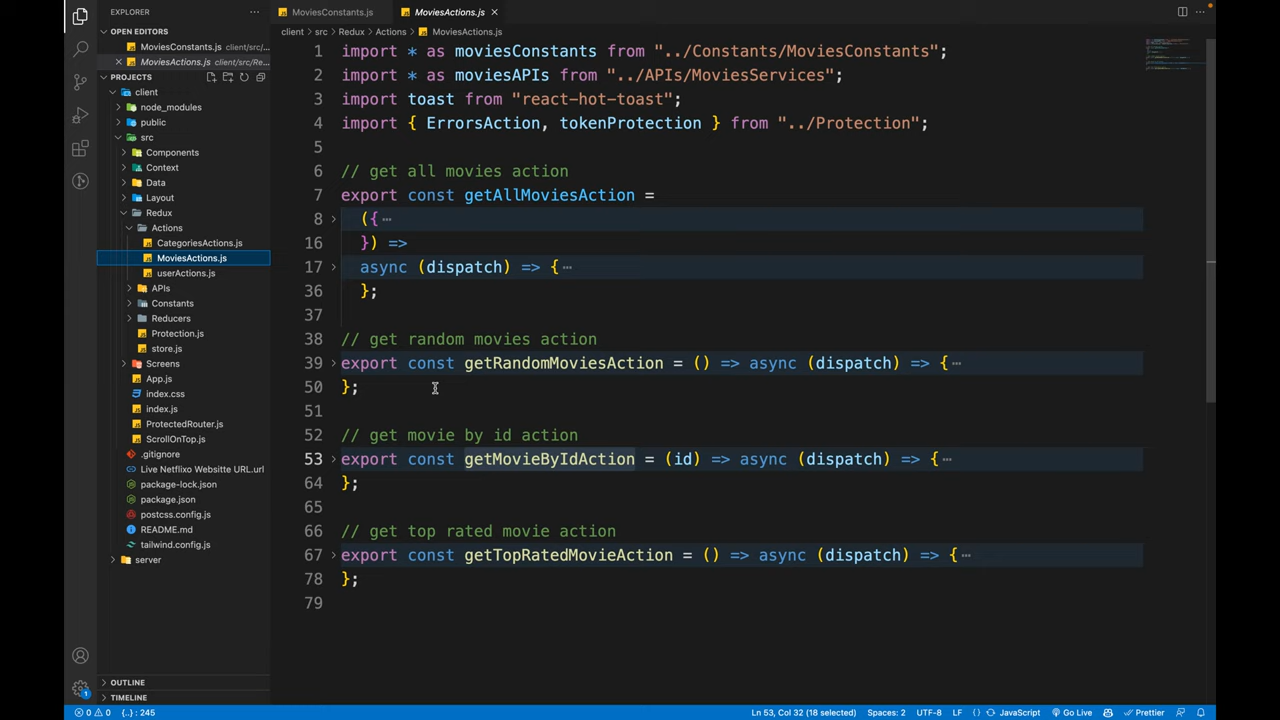 EXPLORER
OPEN EDITORS
MoviesConstants.js client/src/...
MoviesActions.js client/src/Re...
PROJECTS
client
node_modules
public
src
Components
Context
Data
Layout
Redux
Actions
CategoriesActions.js
MoviesActions.js
userActions.js
APIs
Constants
Reducers
Protection.js
store.js
Screens
App.js
index.css
index.js
ProtectedRouter.js
ScrollOnTop.js
.gitignore
Live Netflixo Websitte URL.url
package-lock.json
package.json
postcss.config.js
README.md
tailwind.config.js
server
OUTLINE
TIMELINE
MoviesConstants.js
MoviesActions.js
client > src > Redux > Actions > MoviesActions.js
1 import * as moviesConstants from "../Constants/MoviesConstants";
2 import * as moviesAPIs from "../APIs/MoviesServices";
3 import toast from "react-hot-toast";
4 import { ErrorsAction, tokenProtection } from "../Protection";
5
6 // get all movies action
7 export const getAllMoviesAction =
8 ({…
16 }) =>
17 async (dispatch) => {…
36 };
37
38 // get random movies action
39 export const getRandomMoviesAction = () => async (dispatch) => {…
50 };
51
52 // get movie by id action
53 export const getMovieByIdAction = (id) => async (dispatch) => {…
64 };
65
66 // get top rated movie action
67 export const getTopRatedMovieAction = () => async (dispatch) => {…
78 };
79
1
0 0 {..} : 245
Ln 53, Col 32 (18 selected) Spaces: 2 UTF-8 LF {} JavaScript Go Live Prettier